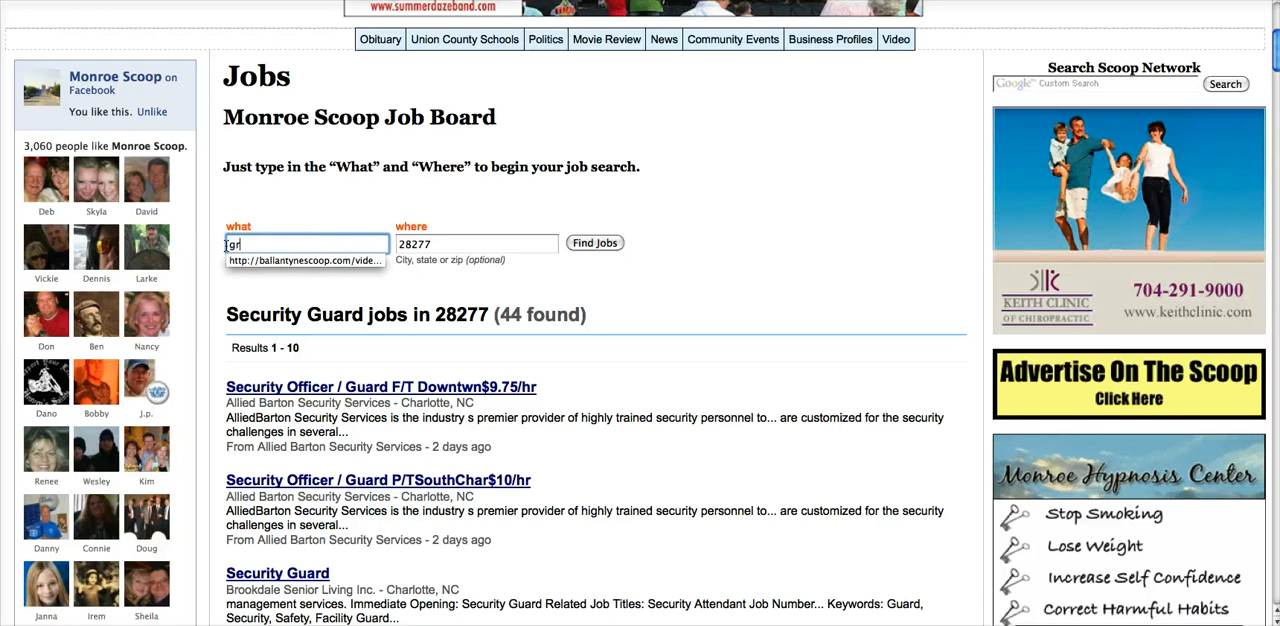 www.summerdazeband.com
Obituary Union County Schools Politics Movie Review News Community Events Business Profiles Video
Monroe Scoop on
Facebook
You like this. Unlike
3,060 people like Monroe Scoop.
Deb Skyla David
Vickie Dennis Larke
Don Ben Nancy
Dano Bobby J.p.
Renee Wesley Kim
Danny Connie Doug
Janna Irem Sheila
Jobs
Monroe Scoop Job Board
Just type in the “What” and “Where” to begin your job search.
what where
gr 28277 Find Jobs
http://ballantynescoop.com/vide... City, state or zip (optional)
Security Guard jobs in 28277 (44 found)
Results 1 - 10
Security Officer / Guard F/T Downtwn$9.75/hr
Allied Barton Security Services - Charlotte, NC
AlliedBarton Security Services is the industry s premier provider of highly trained security personnel to... are customized for the security
challenges in several...
From Allied Barton Security Services - 2 days ago
Security Officer / Guard P/TSouthChar$10/hr
Allied Barton Security Services - Charlotte, NC
AlliedBarton Security Services is the industry s premier provider of highly trained security personnel to... are customized for the security
challenges in several...
From Allied Barton Security Services - 2 days ago
Security Guard
Brookdale Senior Living Inc. - Charlotte, NC
management services. Immediate Opening: Security Guard Related Job Titles: Security Attendant Job Number... Keywords: Guard,
Security, Safety, Facility Guard...
Search Scoop Network
Google™ Custom Search Search
KEITH CLINIC
OF CHIROPRACTIC
704-291-9000
www.keithclinic.com
Advertise On The Scoop
Click Here
Monroe Hypnosis Center
Stop Smoking
Lose Weight
Increase Self Confidence
Correct Harmful Habits